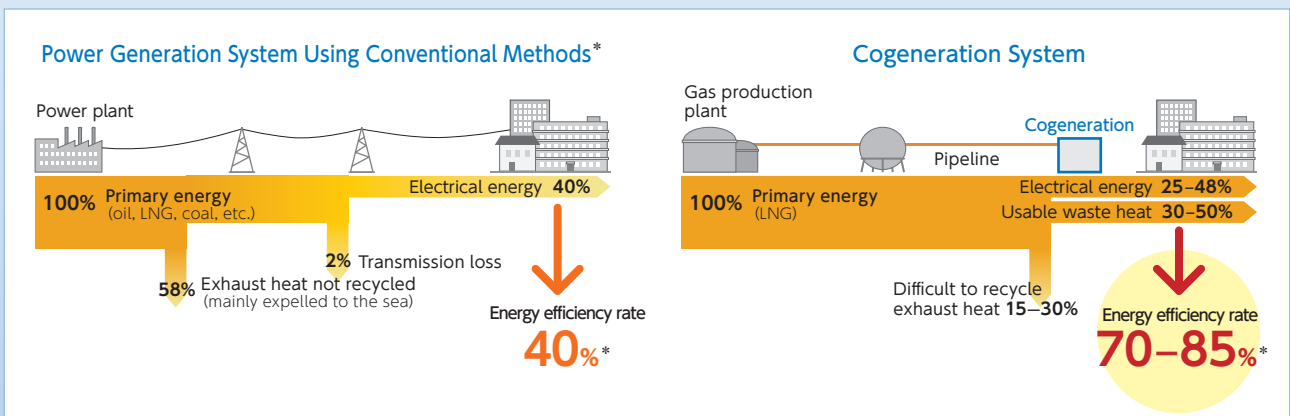 Power Generation System Using Conventional Methods*
Power plant
100% Primary energy
(oil, LNG, coal, etc.)
Electrical energy 40%
2% Transmission loss
58% Exhaust heat not recycled
(mainly expelled to the sea)
Energy efficiency rate
40%*
Cogeneration System
Gas production
plant
Cogeneration
Pipeline
100% Primary energy
(LNG)
Electrical energy 25–48%
Usable waste heat 30–50%
Difficult to recycle
exhaust heat 15–30%
Energy efficiency rate
70–85%*